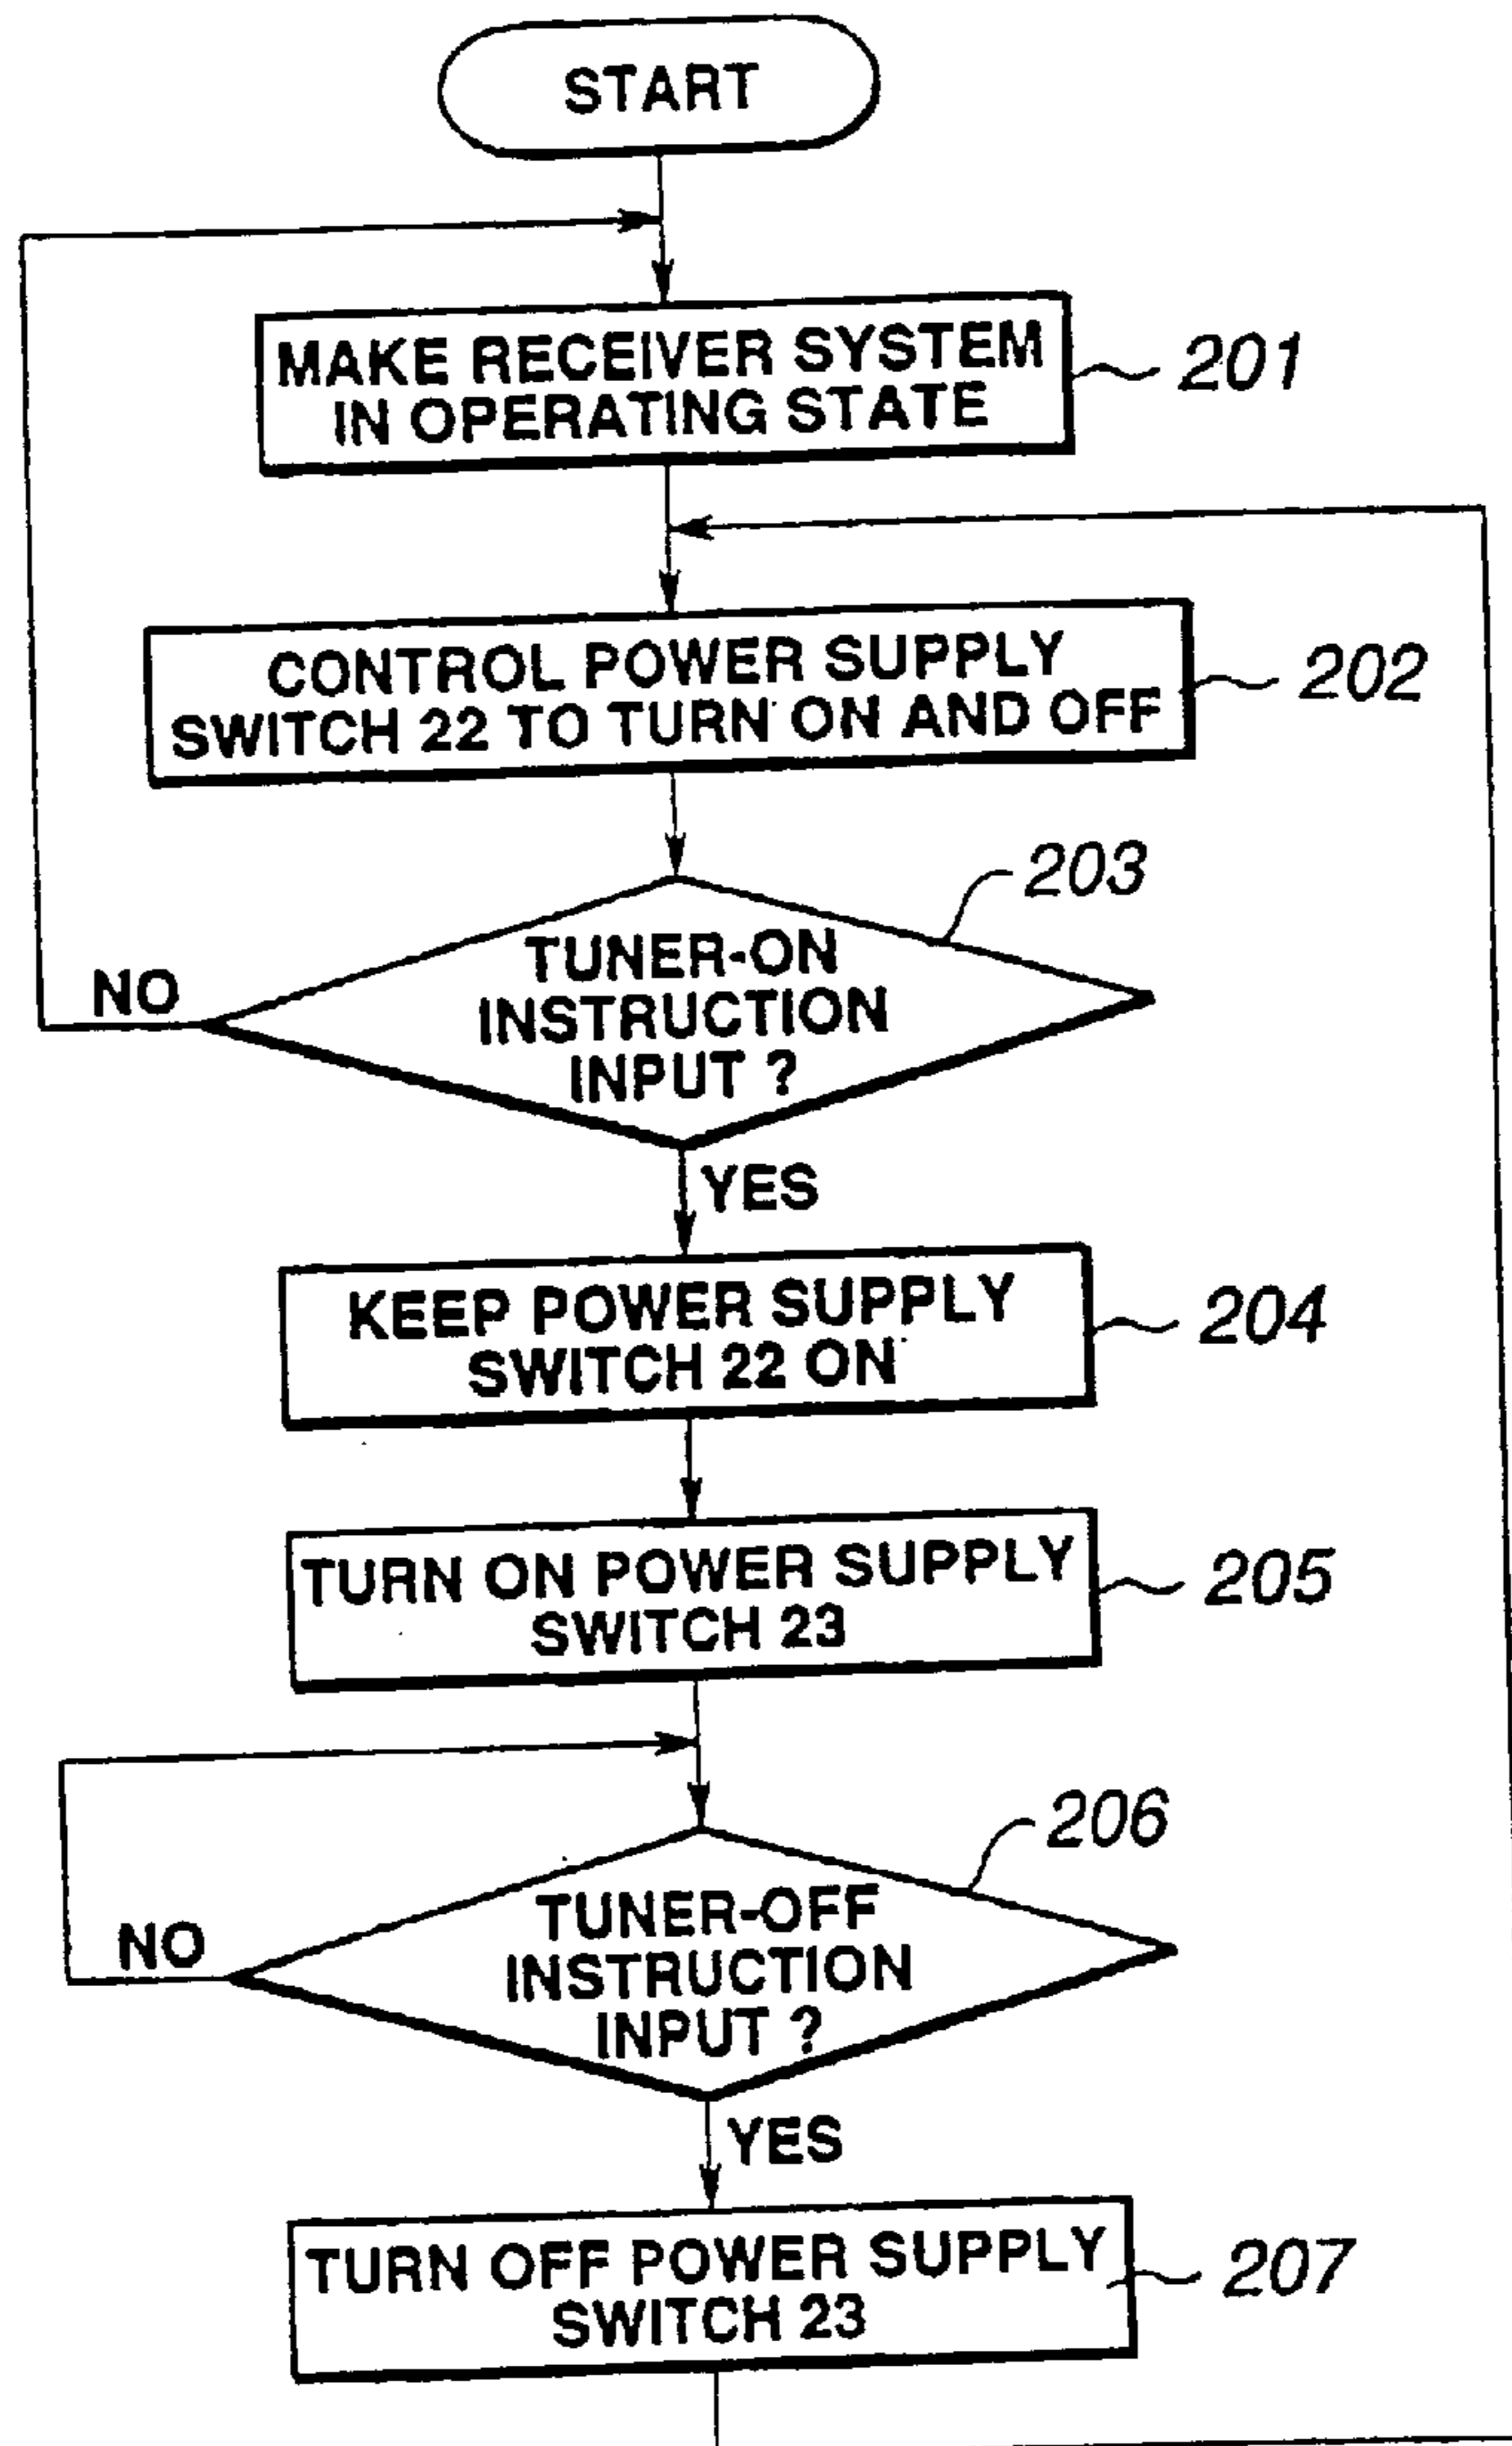 START
MAKE RECEIVER SYSTEM
IN OPERATING STATE
201
CONTROL POWER SUPPLY
SWITCH 22 TO TURN ON AND OFF
202
203
TUNER-ON
INSTRUCTION
INPUT ?
NO
YES
KEEP POWER SUPPLY
SWITCH 22 ON
204
TURN ON POWER SUPPLY
SWITCH 23
205
206
TUNER-OFF
INSTRUCTION
INPUT ?
NO
YES
TURN OFF POWER SUPPLY
SWITCH 23
207